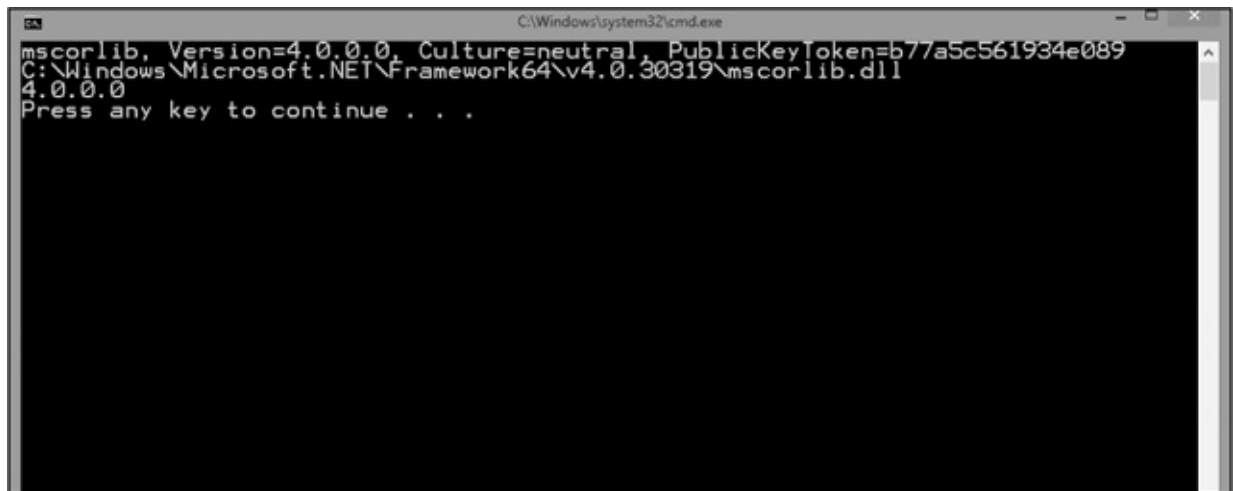 C:\Windows\system32\cmd.exe
mscorlib, Version=4.0.0.0, Culture=neutral, PublicKeyToken=b77a5c561934e089
C:\Windows\Microsoft.NET\Framework64\v4.0.30319\mscorlib.dll
4.0.0.0
Press any key to continue . . .